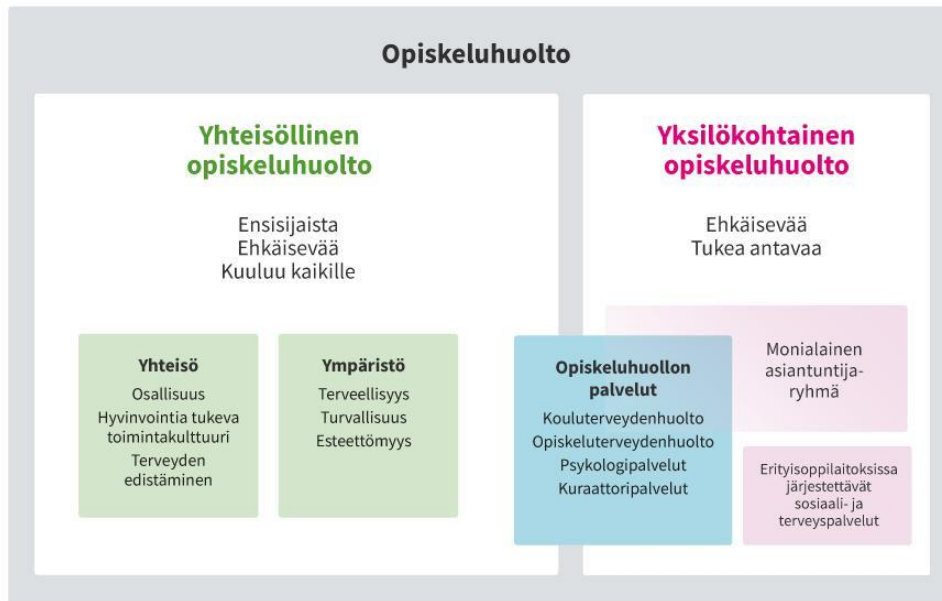 Opiskeluhuolto
Yhteisöllinen
opiskeluhuolto
Ensisijaista
Ehkäisevää
Kuuluu kaikille
Yhteisö
Osallisuus
Hyvinvointia tukeva
toimintakulttuuri
Terveyden
edistäminen
Ympäristö
Terveellisyys
Turvallisuus
Esteettömyys
Opiskeluhuollon
palvelut
Kouluterveydenhuolto
Opiskeluterveydenhuolto
Psykologipalvelut
Kuraattoripalvelut
Yksilökohtainen
opiskeluhuolto
Ehkäisevää
Tukea antavaa
Monialainen
asiantuntija-
ryhmä
Erityisoppilaitoksissa
järjestettävät
sosiaali- ja
terveyspalvelut